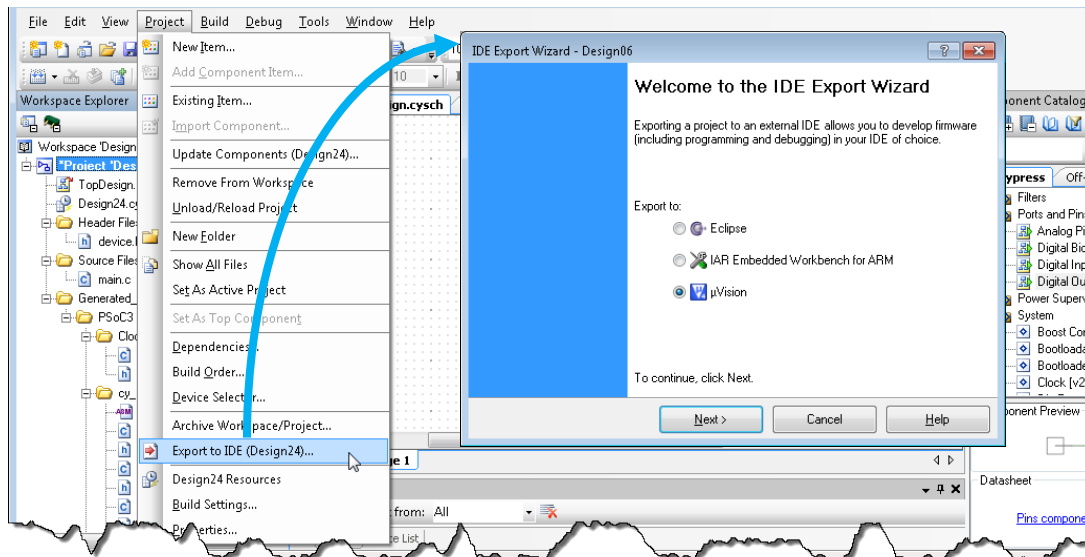 File Edit View Project Build Debug Tools Window Help
New Item...
Add Component Item...
10
Workspace Explorer
Existing Item...
ign.cysch
Import Component...
Workspace 'Design
Update Components (Design24)...
*Project 'Des
Remove From Workspace
TopDesign.
Unload/Reload Project
Design24.cy
Header Files
New Folder
device.h
Show All Files
Source Files
Set As Active Project
main.c
Generated_
Set As Top Component
PSoC3
Dependencies...
Cloc
Build Order...
Device Selector...
cy_
Archive Workspace/Project...
Export to IDE (Design24)...
ge 1
Design24 Resources
Build Settings...
from: All
Properties...
ce List
IDE Export Wizard - Design06
Welcome to the IDE Export Wizard
Exporting a project to an external IDE allows you to develop firmware
(including programming and debugging) in your IDE of choice.
Export to:
Eclipse
IAR Embedded Workbench for ARM
µVision
To continue, click Next.
Next >
Cancel
Help
onent Catalog
ypress
Off-
Filters
Ports and Pins
Analog Pi
Digital Bid
Digital Inp
Digital Ou
Power Superv
System
Boost Con
Bootloada
Bootloade
Clock [v2
onent Preview
Datasheet
Pins compone